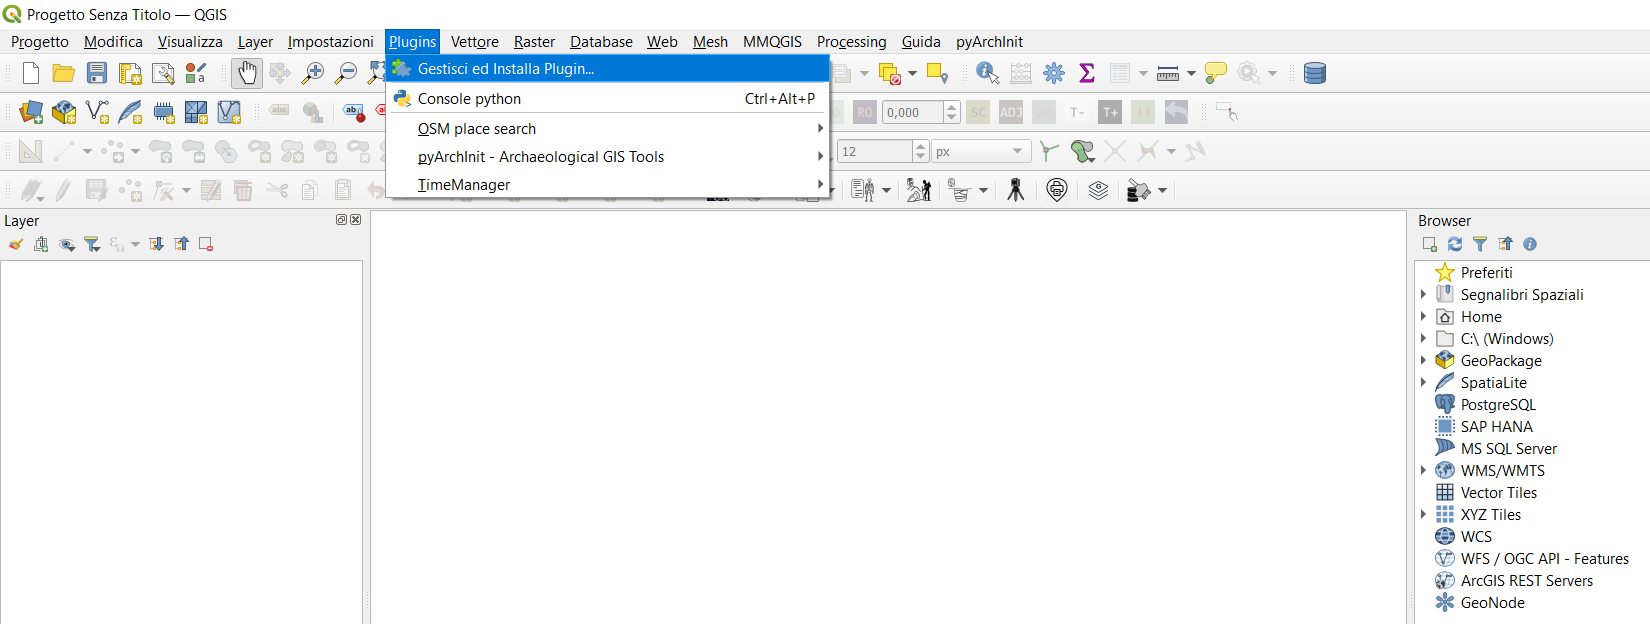 Progetto Senza Titolo — QGIS
Progetto Modifica Visualizza Layer Impostazioni Plugins Vettore Raster Database Web Mesh MMQGIS Processing Guida pyArchInit
Gestisci ed Installa Plugin...
Console python Ctrl+Alt+P
OSM place search
pyArchInit - Archaeological GIS Tools
TimeManager
abc
ab
RO
0,000
SC
ADJ
T-
T+
12
px
Layer
Browser
Preferiti
Segnalibri Spaziali
Home
C:\ (Windows)
GeoPackage
SpatiaLite
PostgreSQL
SAP HANA
MS SQL Server
WMS/WMTS
Vector Tiles
XYZ Tiles
WCS
WFS / OGC API - Features
ArcGIS REST Servers
GeoNode